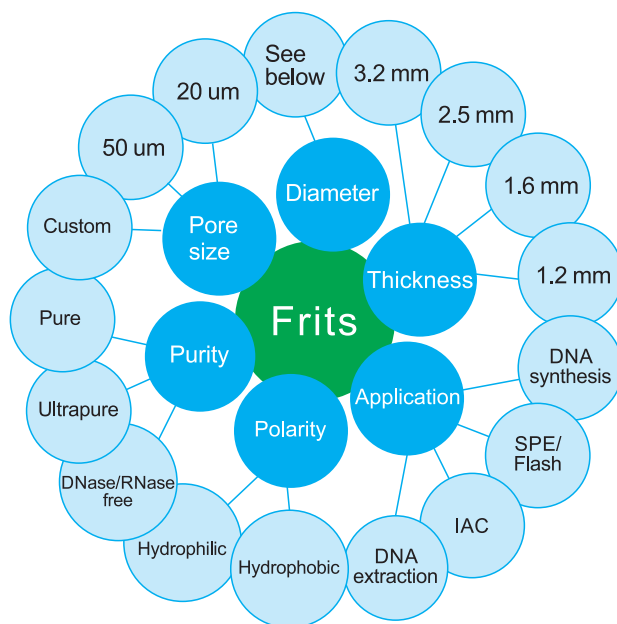 See
below
3.2 mm
20 um
2.5 mm
50 um
1.6 mm
Diameter
Custom
Pore
size
Thickness
1.2 mm
Pure
Frits
Purity
DNA
synthesis
Application
Ultrapure
Polarity
SPE/
Flash
DNase/RNase
free
IAC
Hydrophilic
Hydrophobic
DNA
extraction